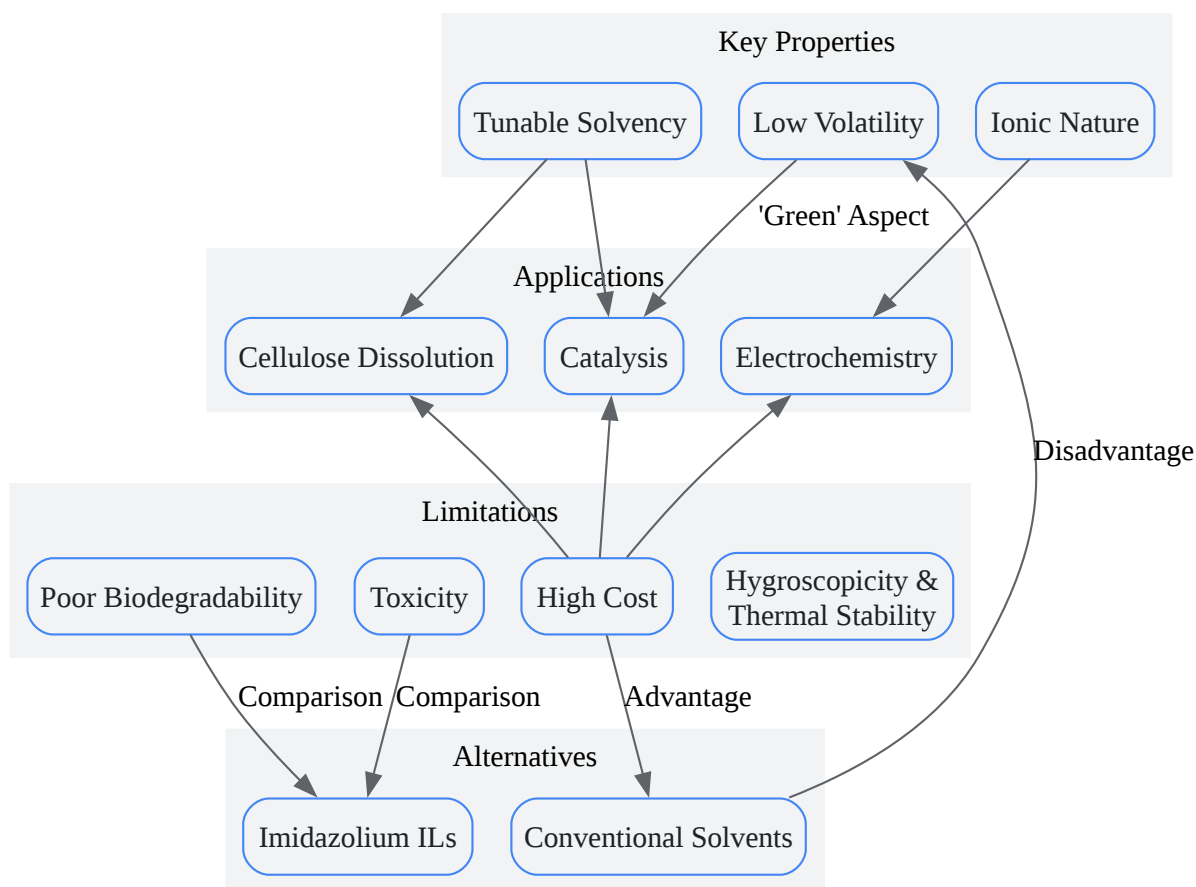 Key Properties
Tunable Solvency
Low Volatility
Ionic Nature
'Green' Aspect
Applications
Cellulose Dissolution
Catalysis
Electrochemistry
Disadvantage
Limitations
Poor Biodegradability
Toxicity
High Cost
Hygroscopicity &
Thermal Stability
Comparison
Comparison
Advantage
Alternatives
Imidazolium ILs
Conventional Solvents